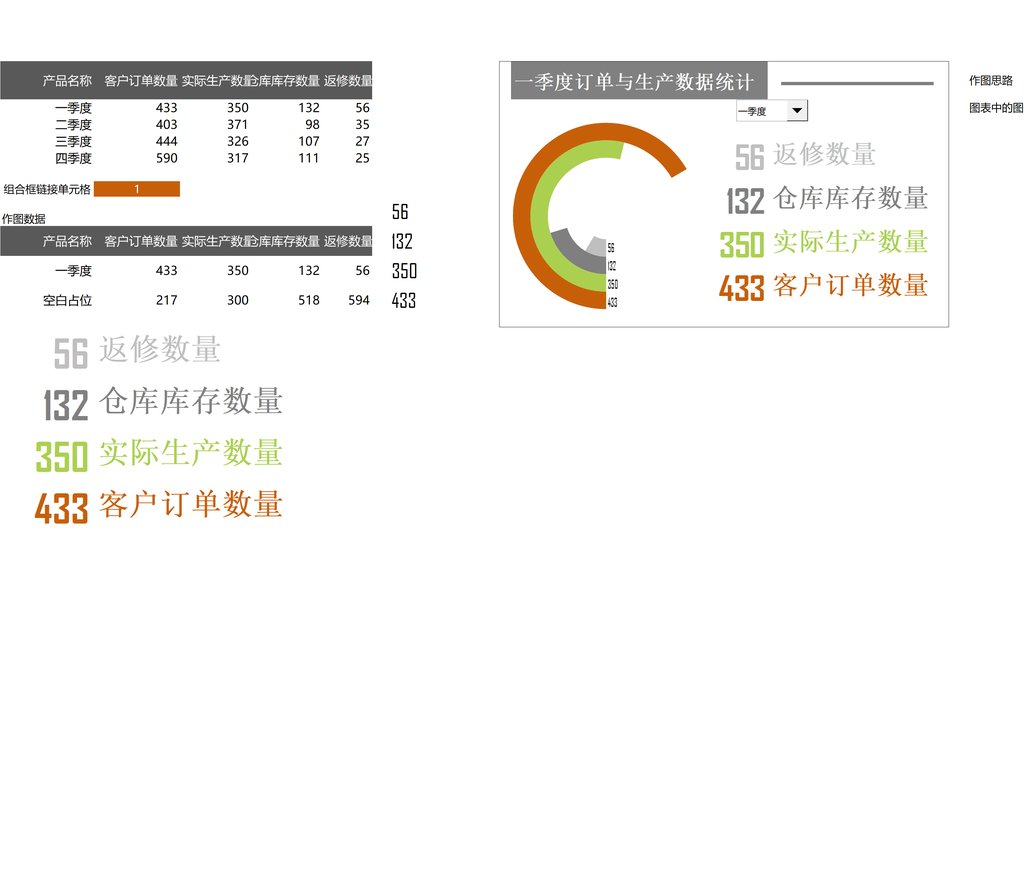 产品名称 客户订单数量 实际生产数量 仓库库存数量 返修数量
一季度 433 350 132 56
二季度 403 371 98 35
三季度 444 326 107 27
四季度 590 317 111 25
组合框链接单元格 1
作图数据
产品名称 客户订单数量 实际生产数量 仓库库存数量 返修数量
一季度 433 350 132 56
空白占位 217 300 518 594
56
132
350
433
56 返修数量
132 仓库库存数量
350 实际生产数量
433 客户订单数量
一季度订单与生产数据统计
一季度
56
132
350
433
56 返修数量
132 仓库库存数量
350 实际生产数量
433 客户订单数量
作图思路
图表中的图